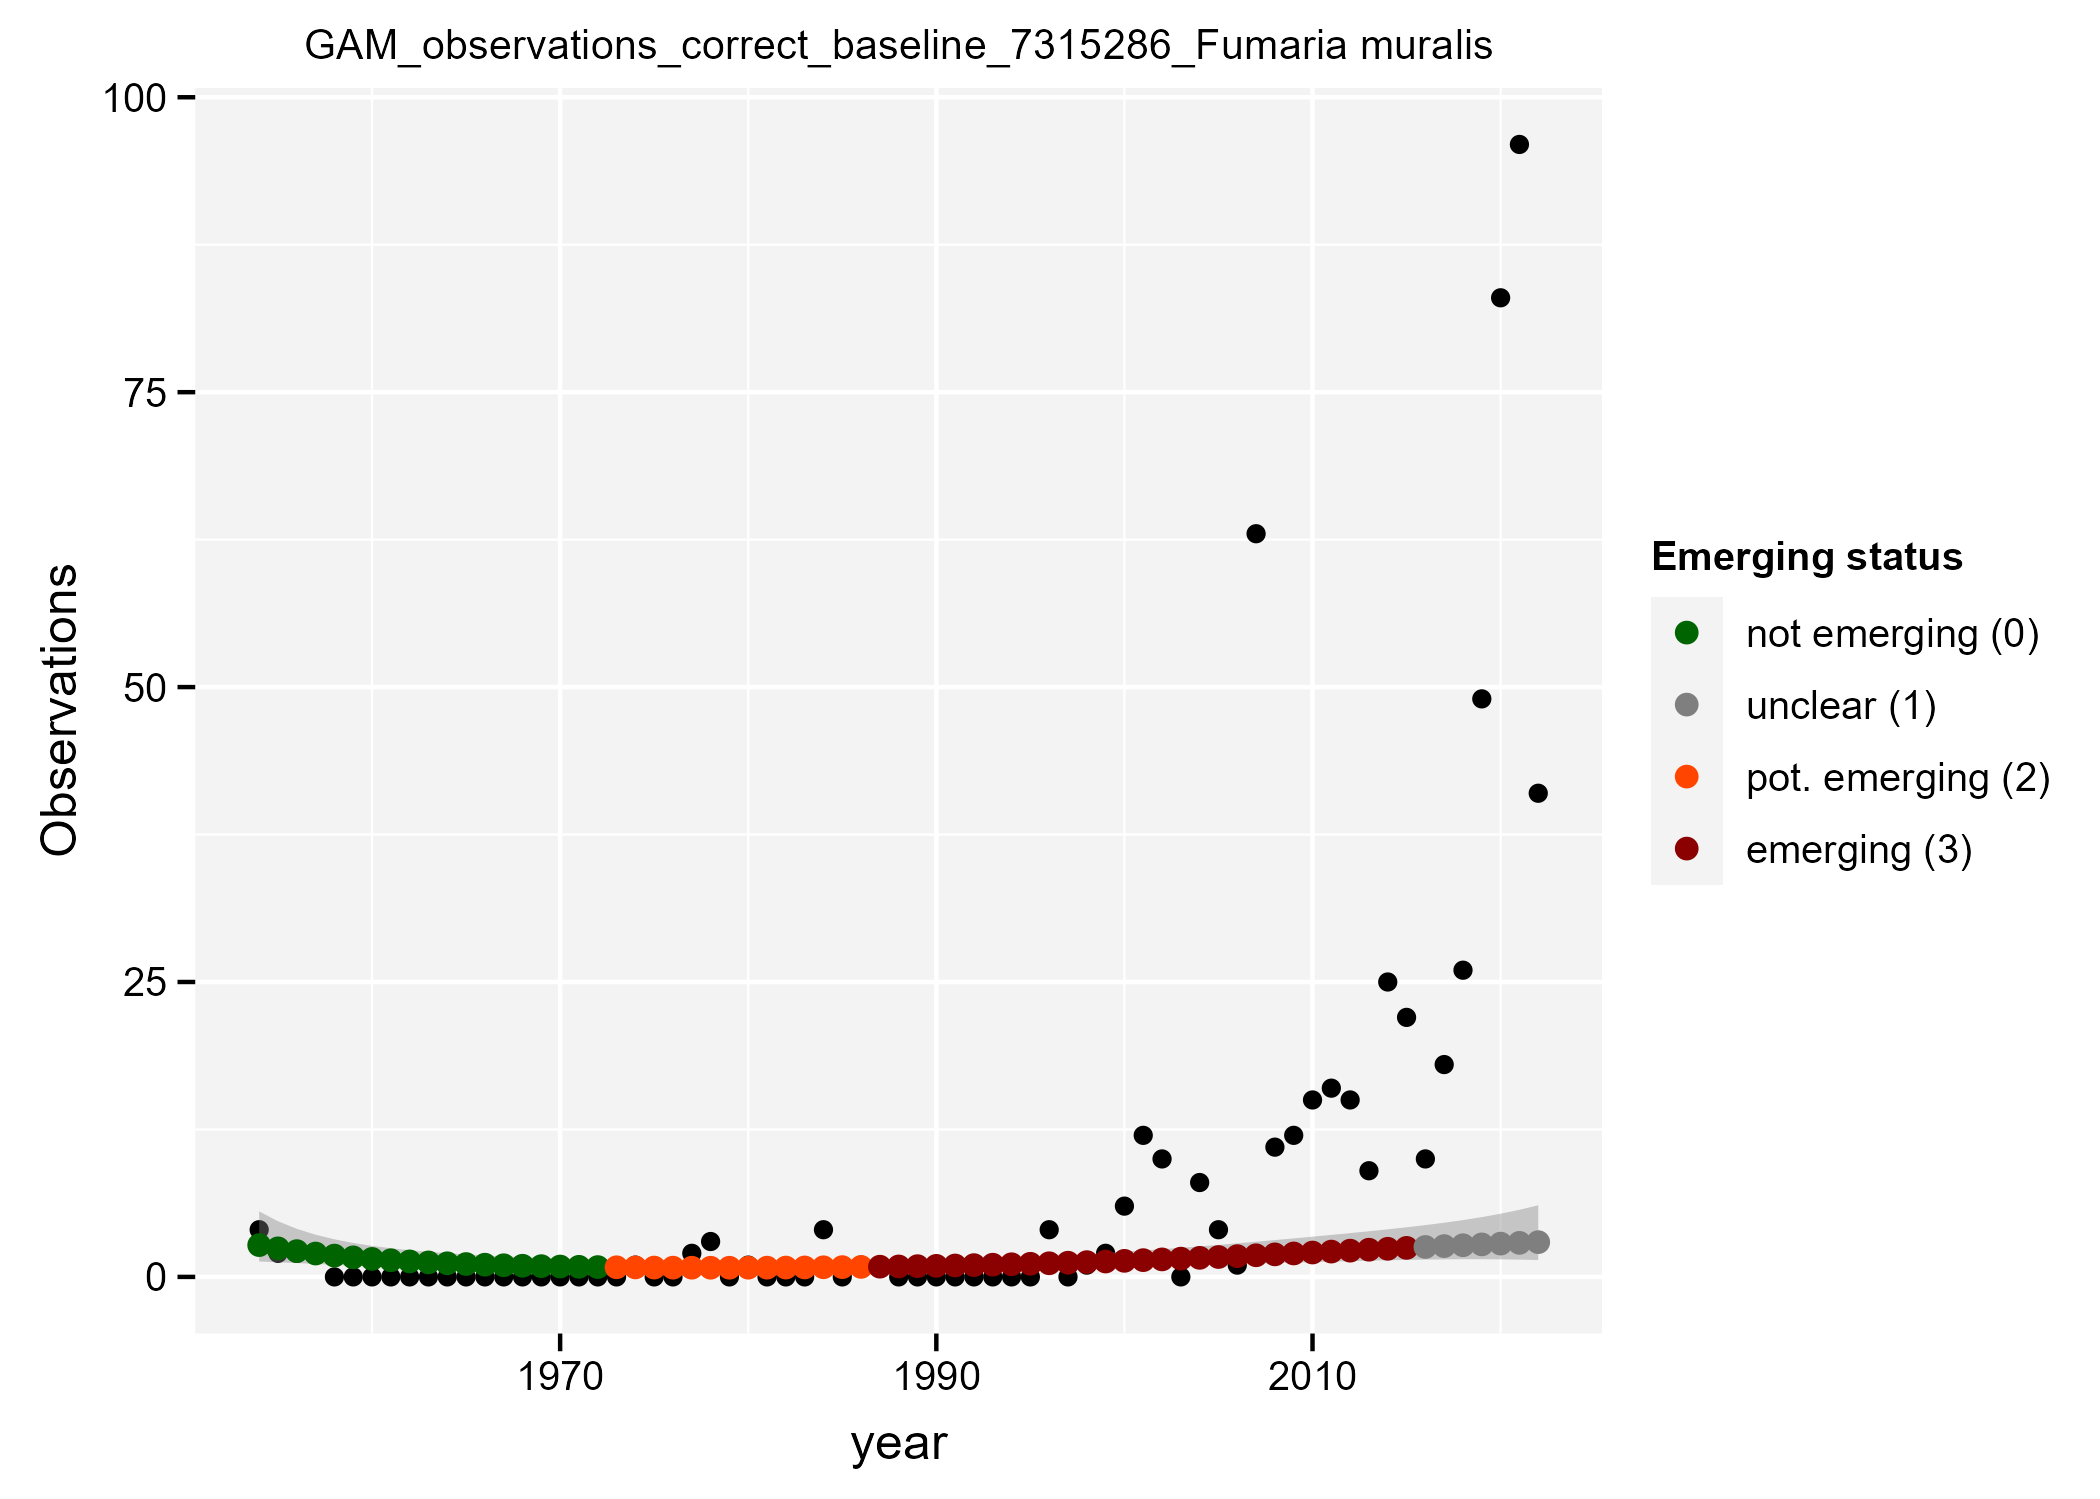 GAM_observations_correct_baseline_7315286_Fumaria muralis
100
75
50
25
0
Observations
1970 1990 2010
year
Emerging status
not emerging (0)
unclear (1)
pot. emerging (2)
emerging (3)